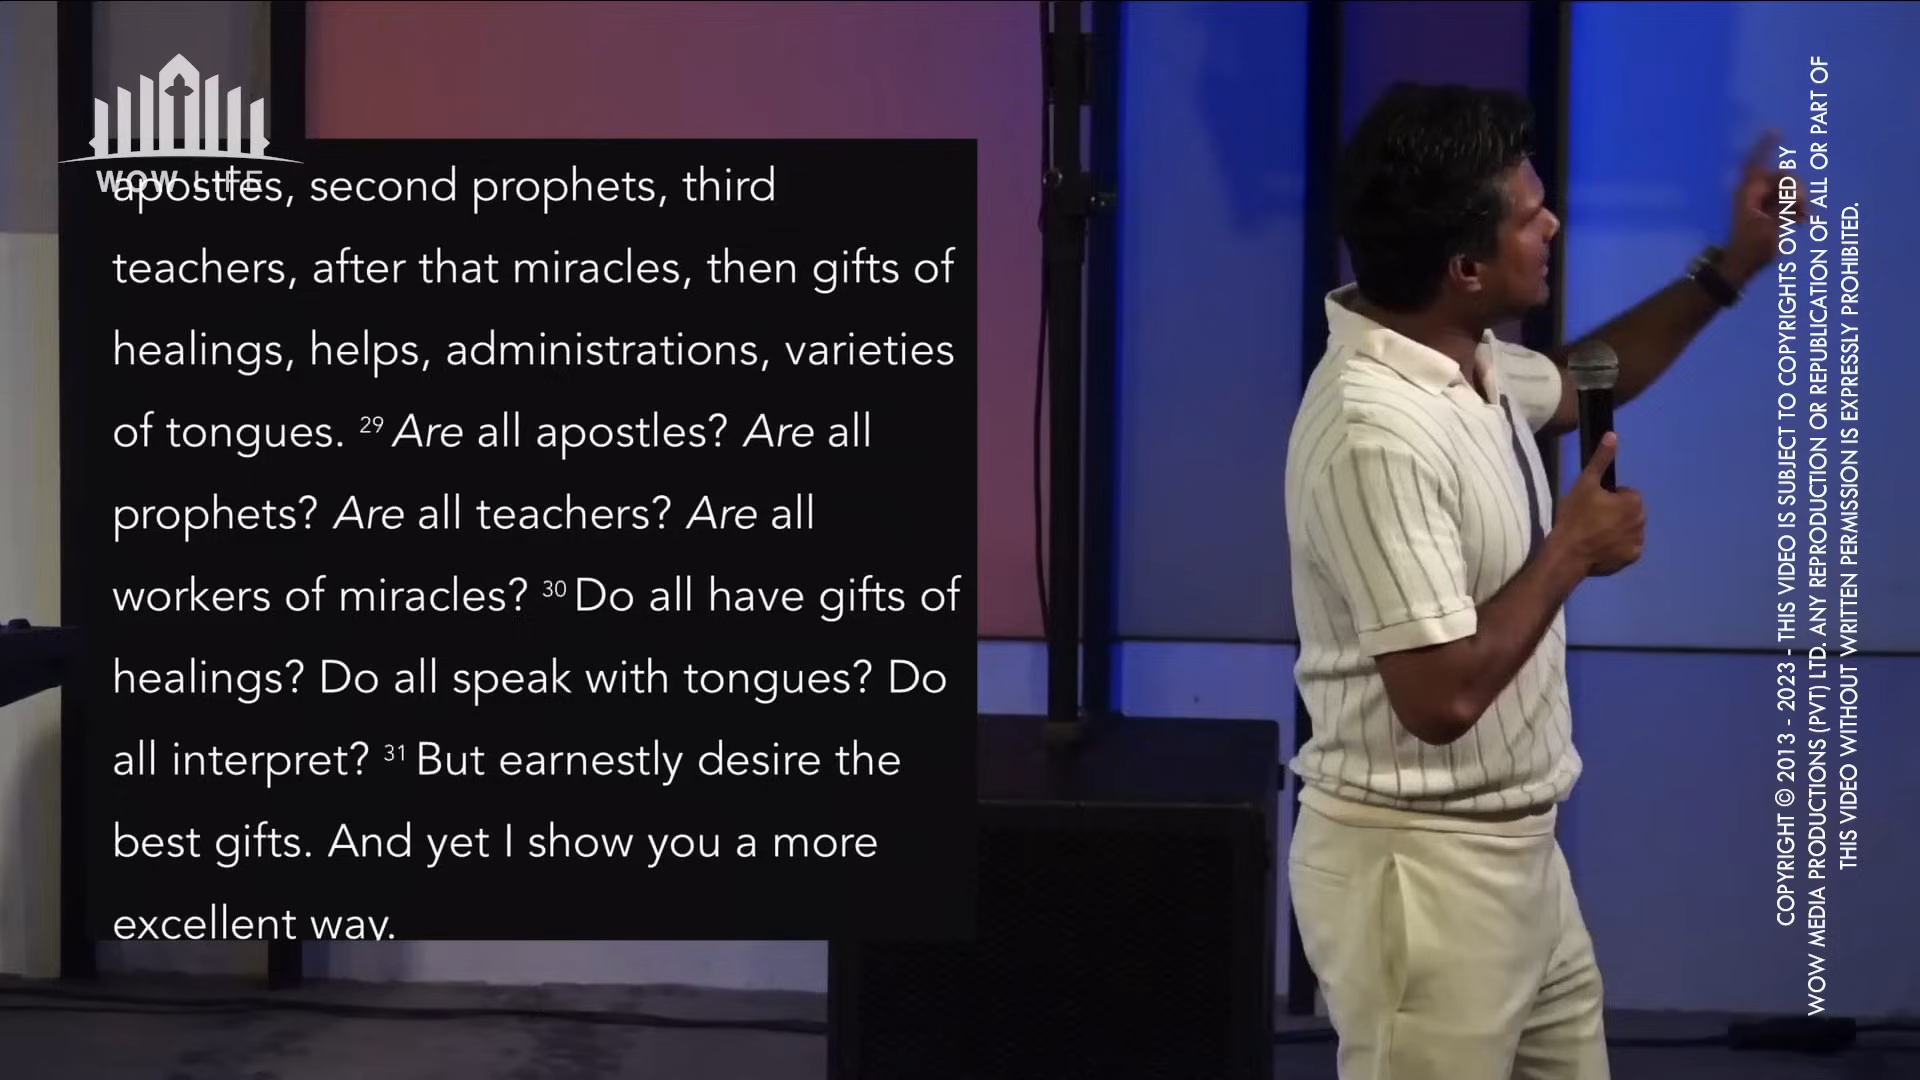 WOW LIFE
apostles, second prophets, third
teachers, after that miracles, then gifts of
healings, helps, administrations, varieties
of tongues. 29 Are all apostles? Are all
prophets? Are all teachers? Are all
workers of miracles? 30 Do all have gifts of
healings? Do all speak with tongues? Do
all interpret? 31 But earnestly desire the
best gifts. And yet I show you a more
excellent way.
COPYRIGHT © 2013 - 2023 - THIS VIDEO IS SUBJECT TO COPYRIGHTS OWNED BY
WOW MEDIA PRODUCTIONS (PVT) LTD. ANY REPRODUCTION OR REPUBLICATION OF ALL OR PART OF
THIS VIDEO WITHOUT WRITTEN PERMISSION IS EXPRESSLY PROHIBITED.